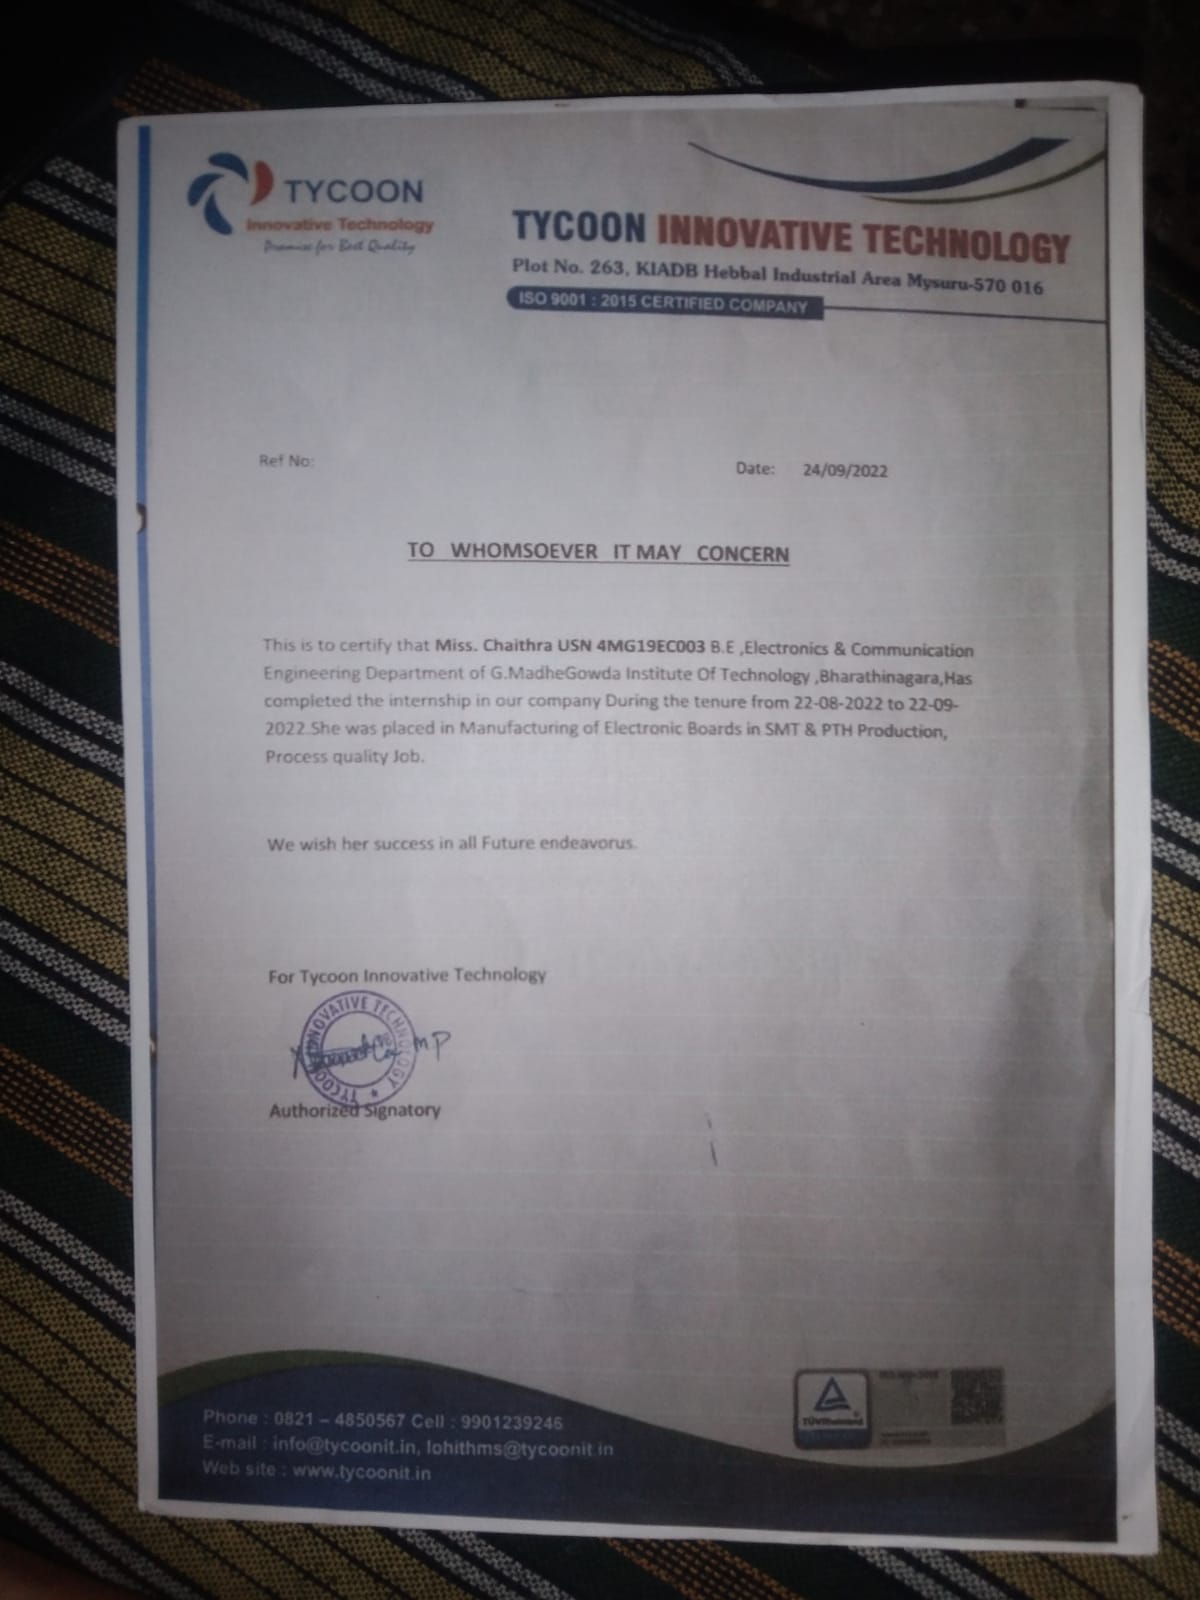 TYCOON
Innovative Technology
Promise for Best Quality
TYCOON INNOVATIVE TECHNOLOGY
Plot No. 263, KIADB Hebbal Industrial Area Mysuru-570 016
ISO 9001 : 2015 CERTIFIED COMPANY
Ref No:
Date: 24/09/2022
TO WHOMSOEVER IT MAY CONCERN
This is to certify that Miss. Chaithra USN 4MG19EC003 B.E ,Electronics & Communication
Engineering Department of G.MadheGowda Institute Of Technology ,Bharathinagara,Has
completed the internship in our company During the tenure from 22-08-2022 to 22-09-
2022.She was placed in Manufacturing of Electronic Boards in SMT & PTH Production,
Process quality Job.
We wish her success in all Future endeavorus.
For Tycoon Innovative Technology
TYCOON INNOVATIVE TECHNOLOGY
MP
Authorized Signatory
Phone : 0821 – 4850567 Cell : 9901239246
E-mail : info@tycoonit.in, lohithms@tycoonit.in
Web site : www.tycoonit.in
TÜVRheinland